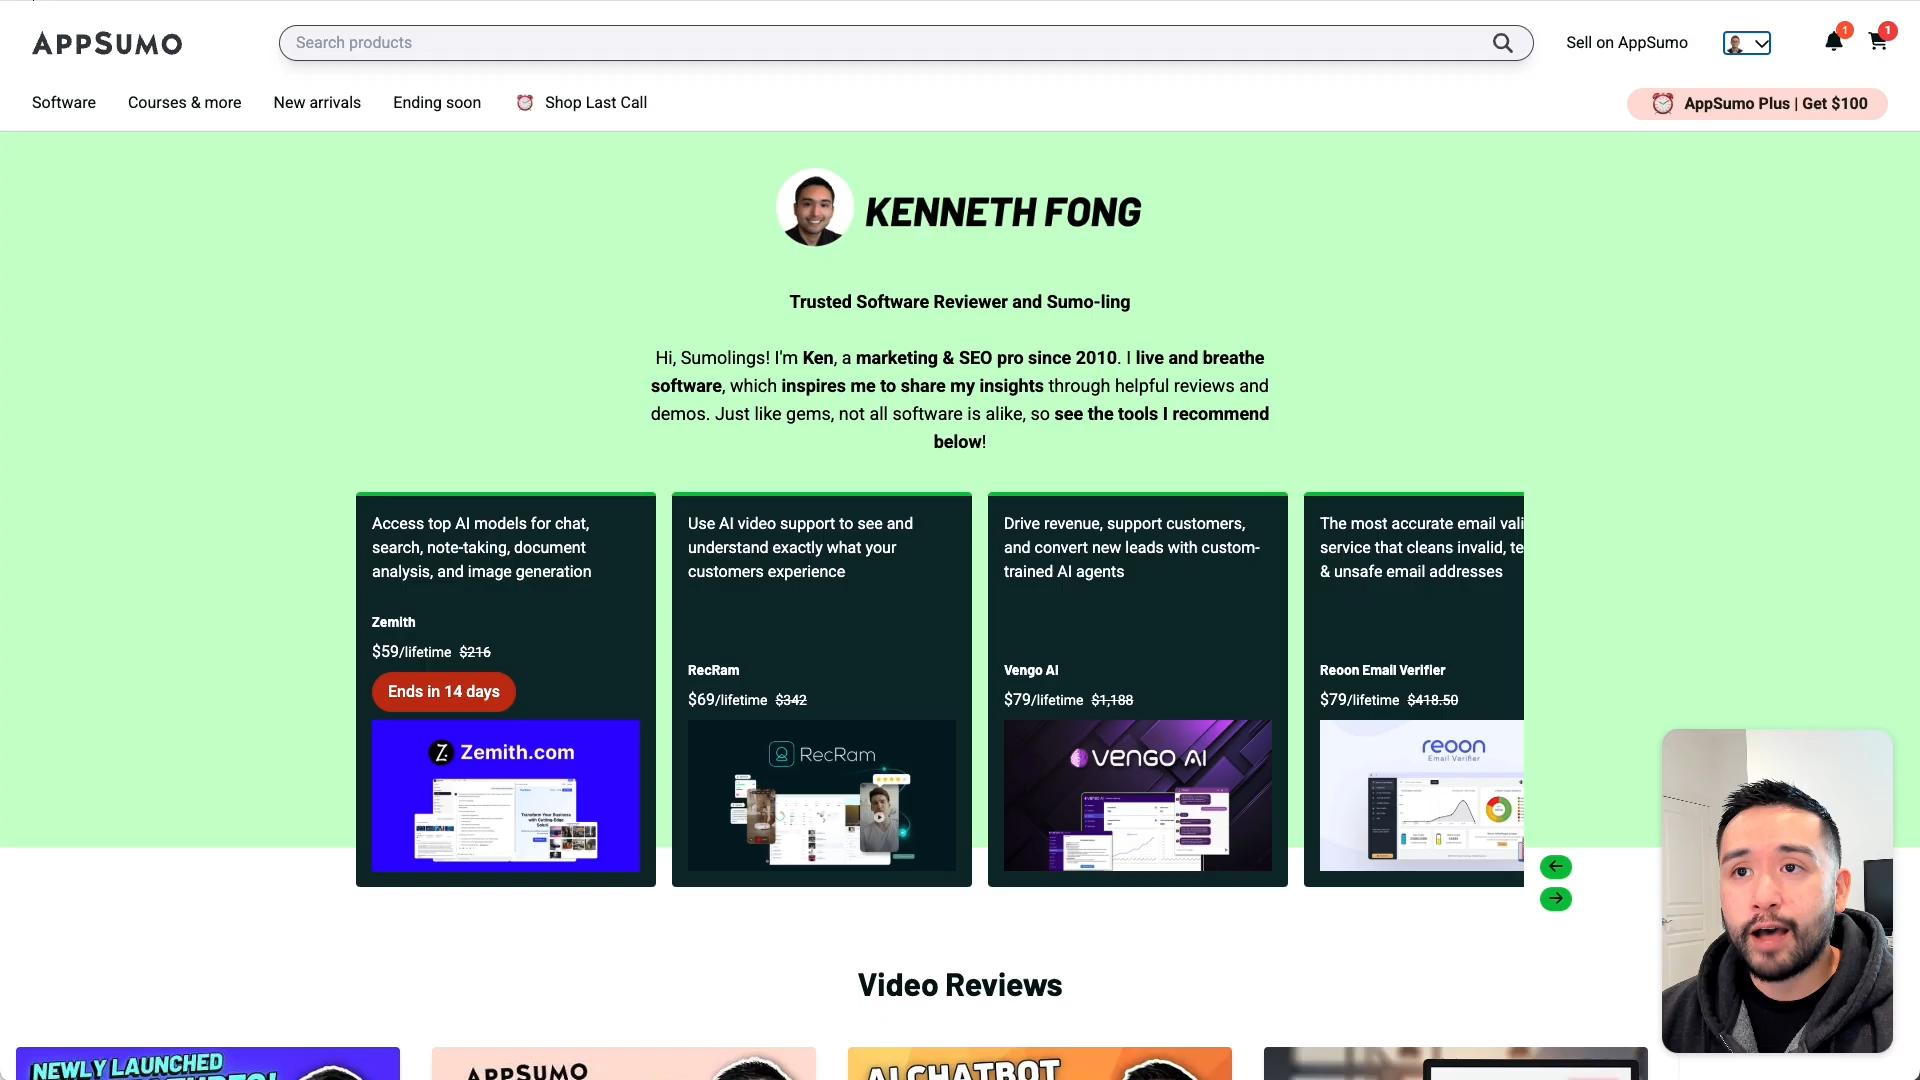 APPSUMO
Search products
Sell on AppSumo
1
1
Software
Courses & more
New arrivals
Ending soon
Shop Last Call
AppSumo Plus | Get $100
KENNETH FONG
Trusted Software Reviewer and Sumo-ling
Hi, Sumolings! I'm Ken, a marketing & SEO pro since 2010. I live and breathe
software, which inspires me to share my insights through helpful reviews and
demos. Just like gems, not all software is alike, so see the tools I recommend
below!
Access top AI models for chat,
search, note-taking, document
analysis, and image generation
Zemith
$59/lifetime $216
Ends in 14 days
Zemith.com
Use AI video support to see and
understand exactly what your
customers experience
RecRam
$69/lifetime $342
RecRam
Drive revenue, support customers,
and convert new leads with custom-
trained AI agents
Vengo AI
$79/lifetime $1,188
VENGO AI
The most accurate email vali
service that cleans invalid, te
& unsafe email addresses
Reoon Email Verifier
$79/lifetime $418.50
reoon
Email Verifier
Video Reviews
NEWLY LAUNCHED
APPSUMO
AI CHATBOT